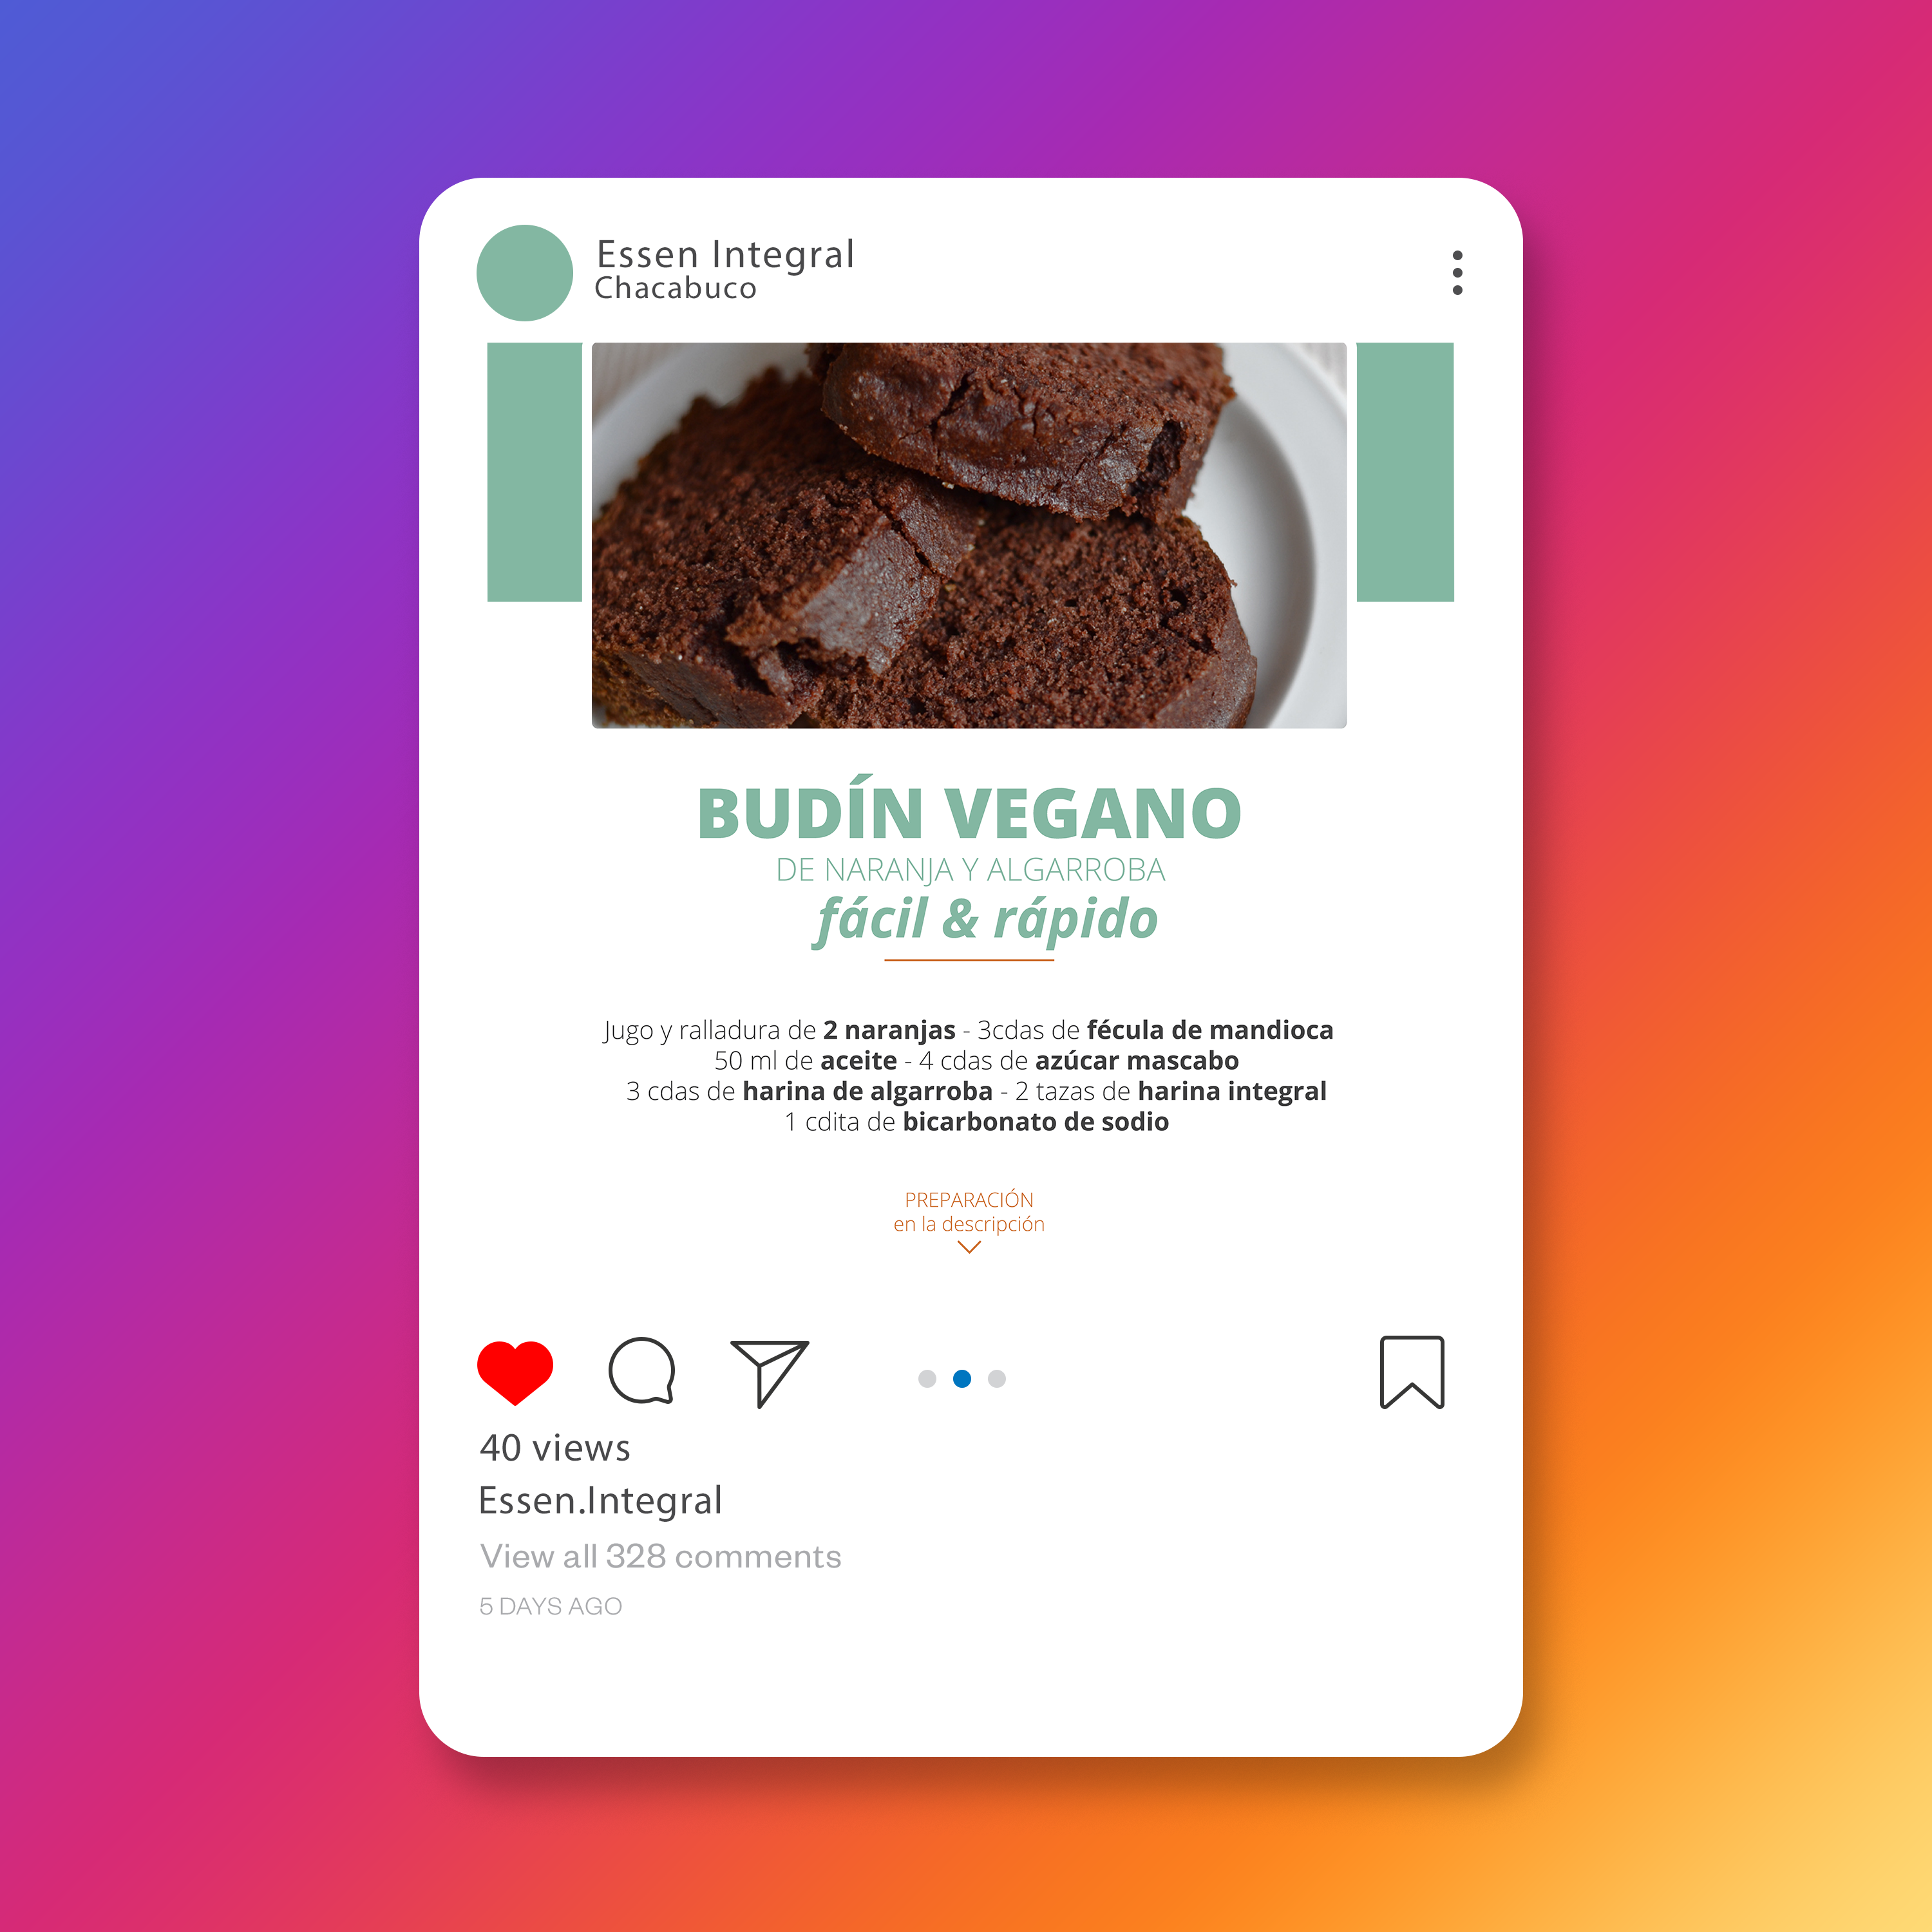 Essen Integral
Chacabuco
BUDÍN VEGANO
DE NARANJA Y ALGARROBA
fácil & rápido
Jugo y ralladura de 2 naranjas - 3cdas de fécula de mandioca
50 ml de aceite - 4 cdas de azúcar mascabo
3 cdas de harina de algarroba - 2 tazas de harina integral
1 cdita de bicarbonato de sodio
PREPARACIÓN
en la descripción
40 views
Essen.Integral
View all 328 comments
5 DAYS AGO